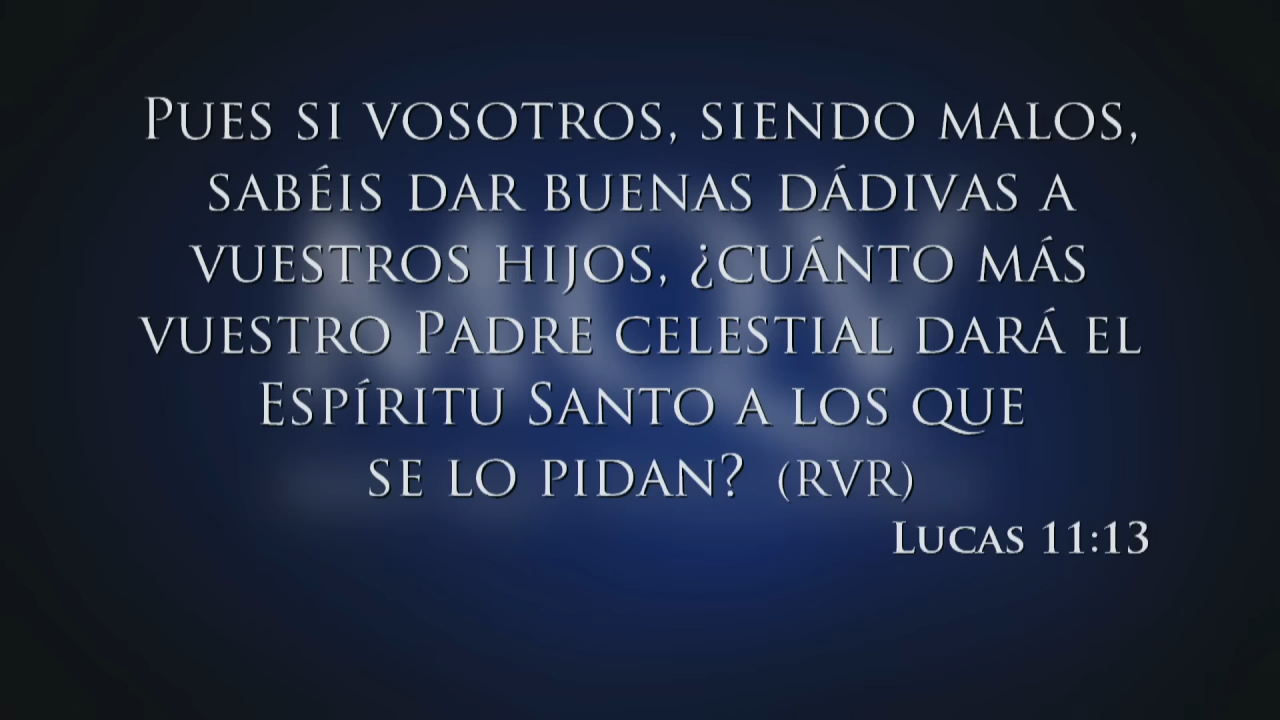 Pues si vosotros, siendo malos,
sabéis dar buenas dádivas a
vuestros hijos, ¿cuánto más
vuestro Padre celestial dará el
Espíritu Santo a los que
se lo pidan? (RVR)
Lucas 11:13